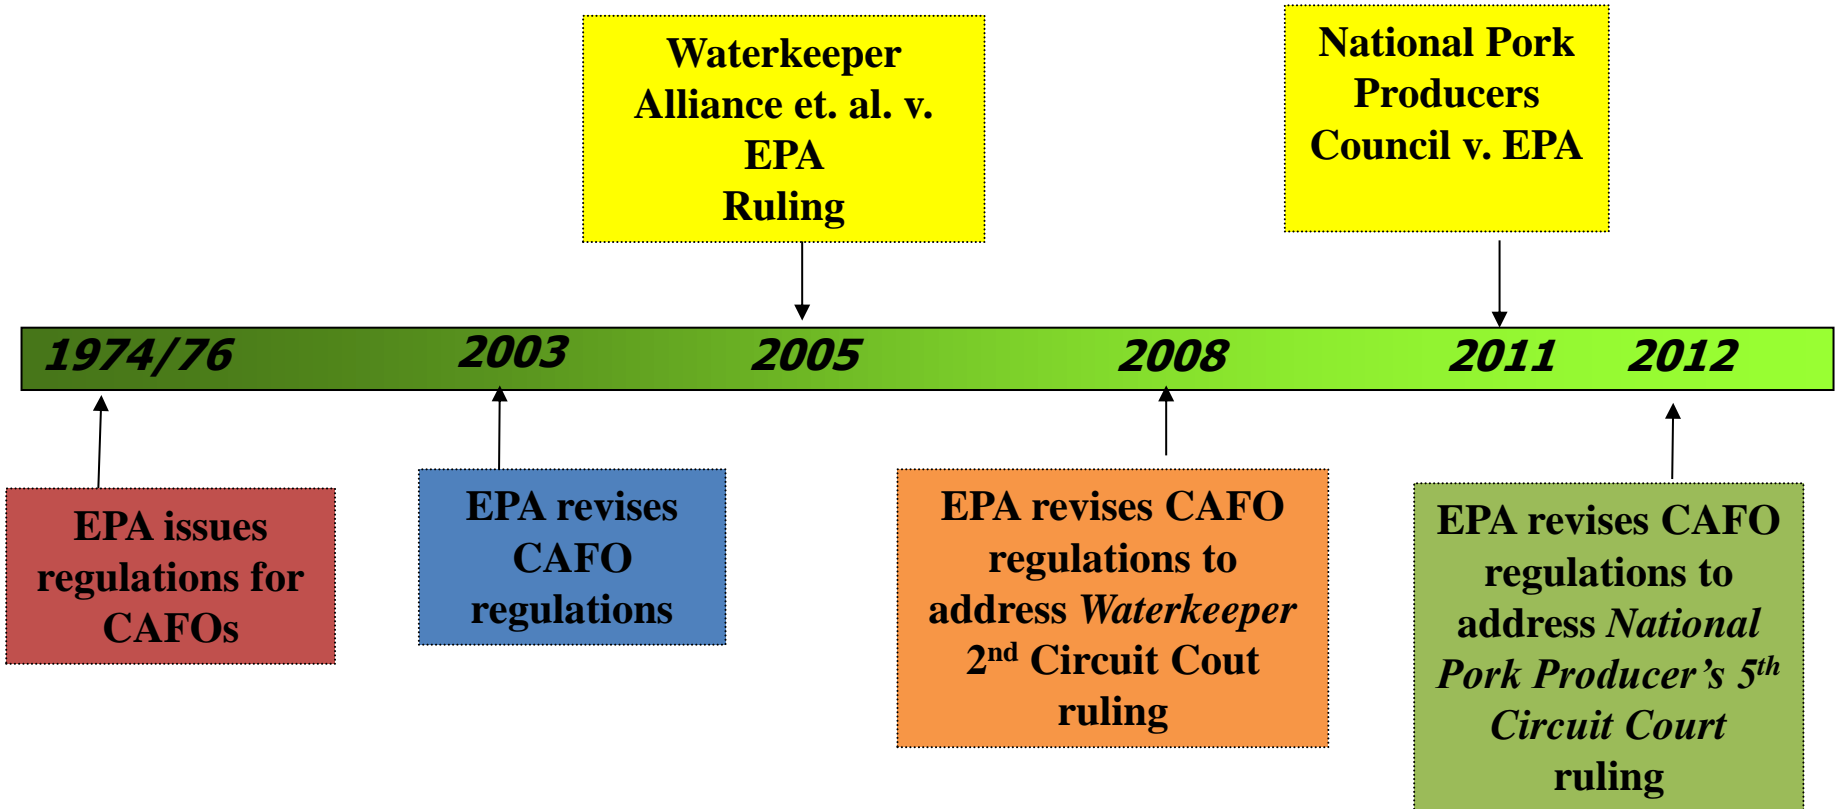 Waterkeeper
Alliance et. al. v.
EPA
Ruling
National Pork
Producers
Council v. EPA
1974/76
2003
2005
2008
2011
2012
EPA issues
regulations for
CAFOs
EPA revises
CAFO
regulations
EPA revises CAFO
regulations to
address Waterkeeper
2nd Circuit Cout
ruling
EPA revises CAFO
regulations to
address National
Pork Producer’s 5th
Circuit Court
ruling